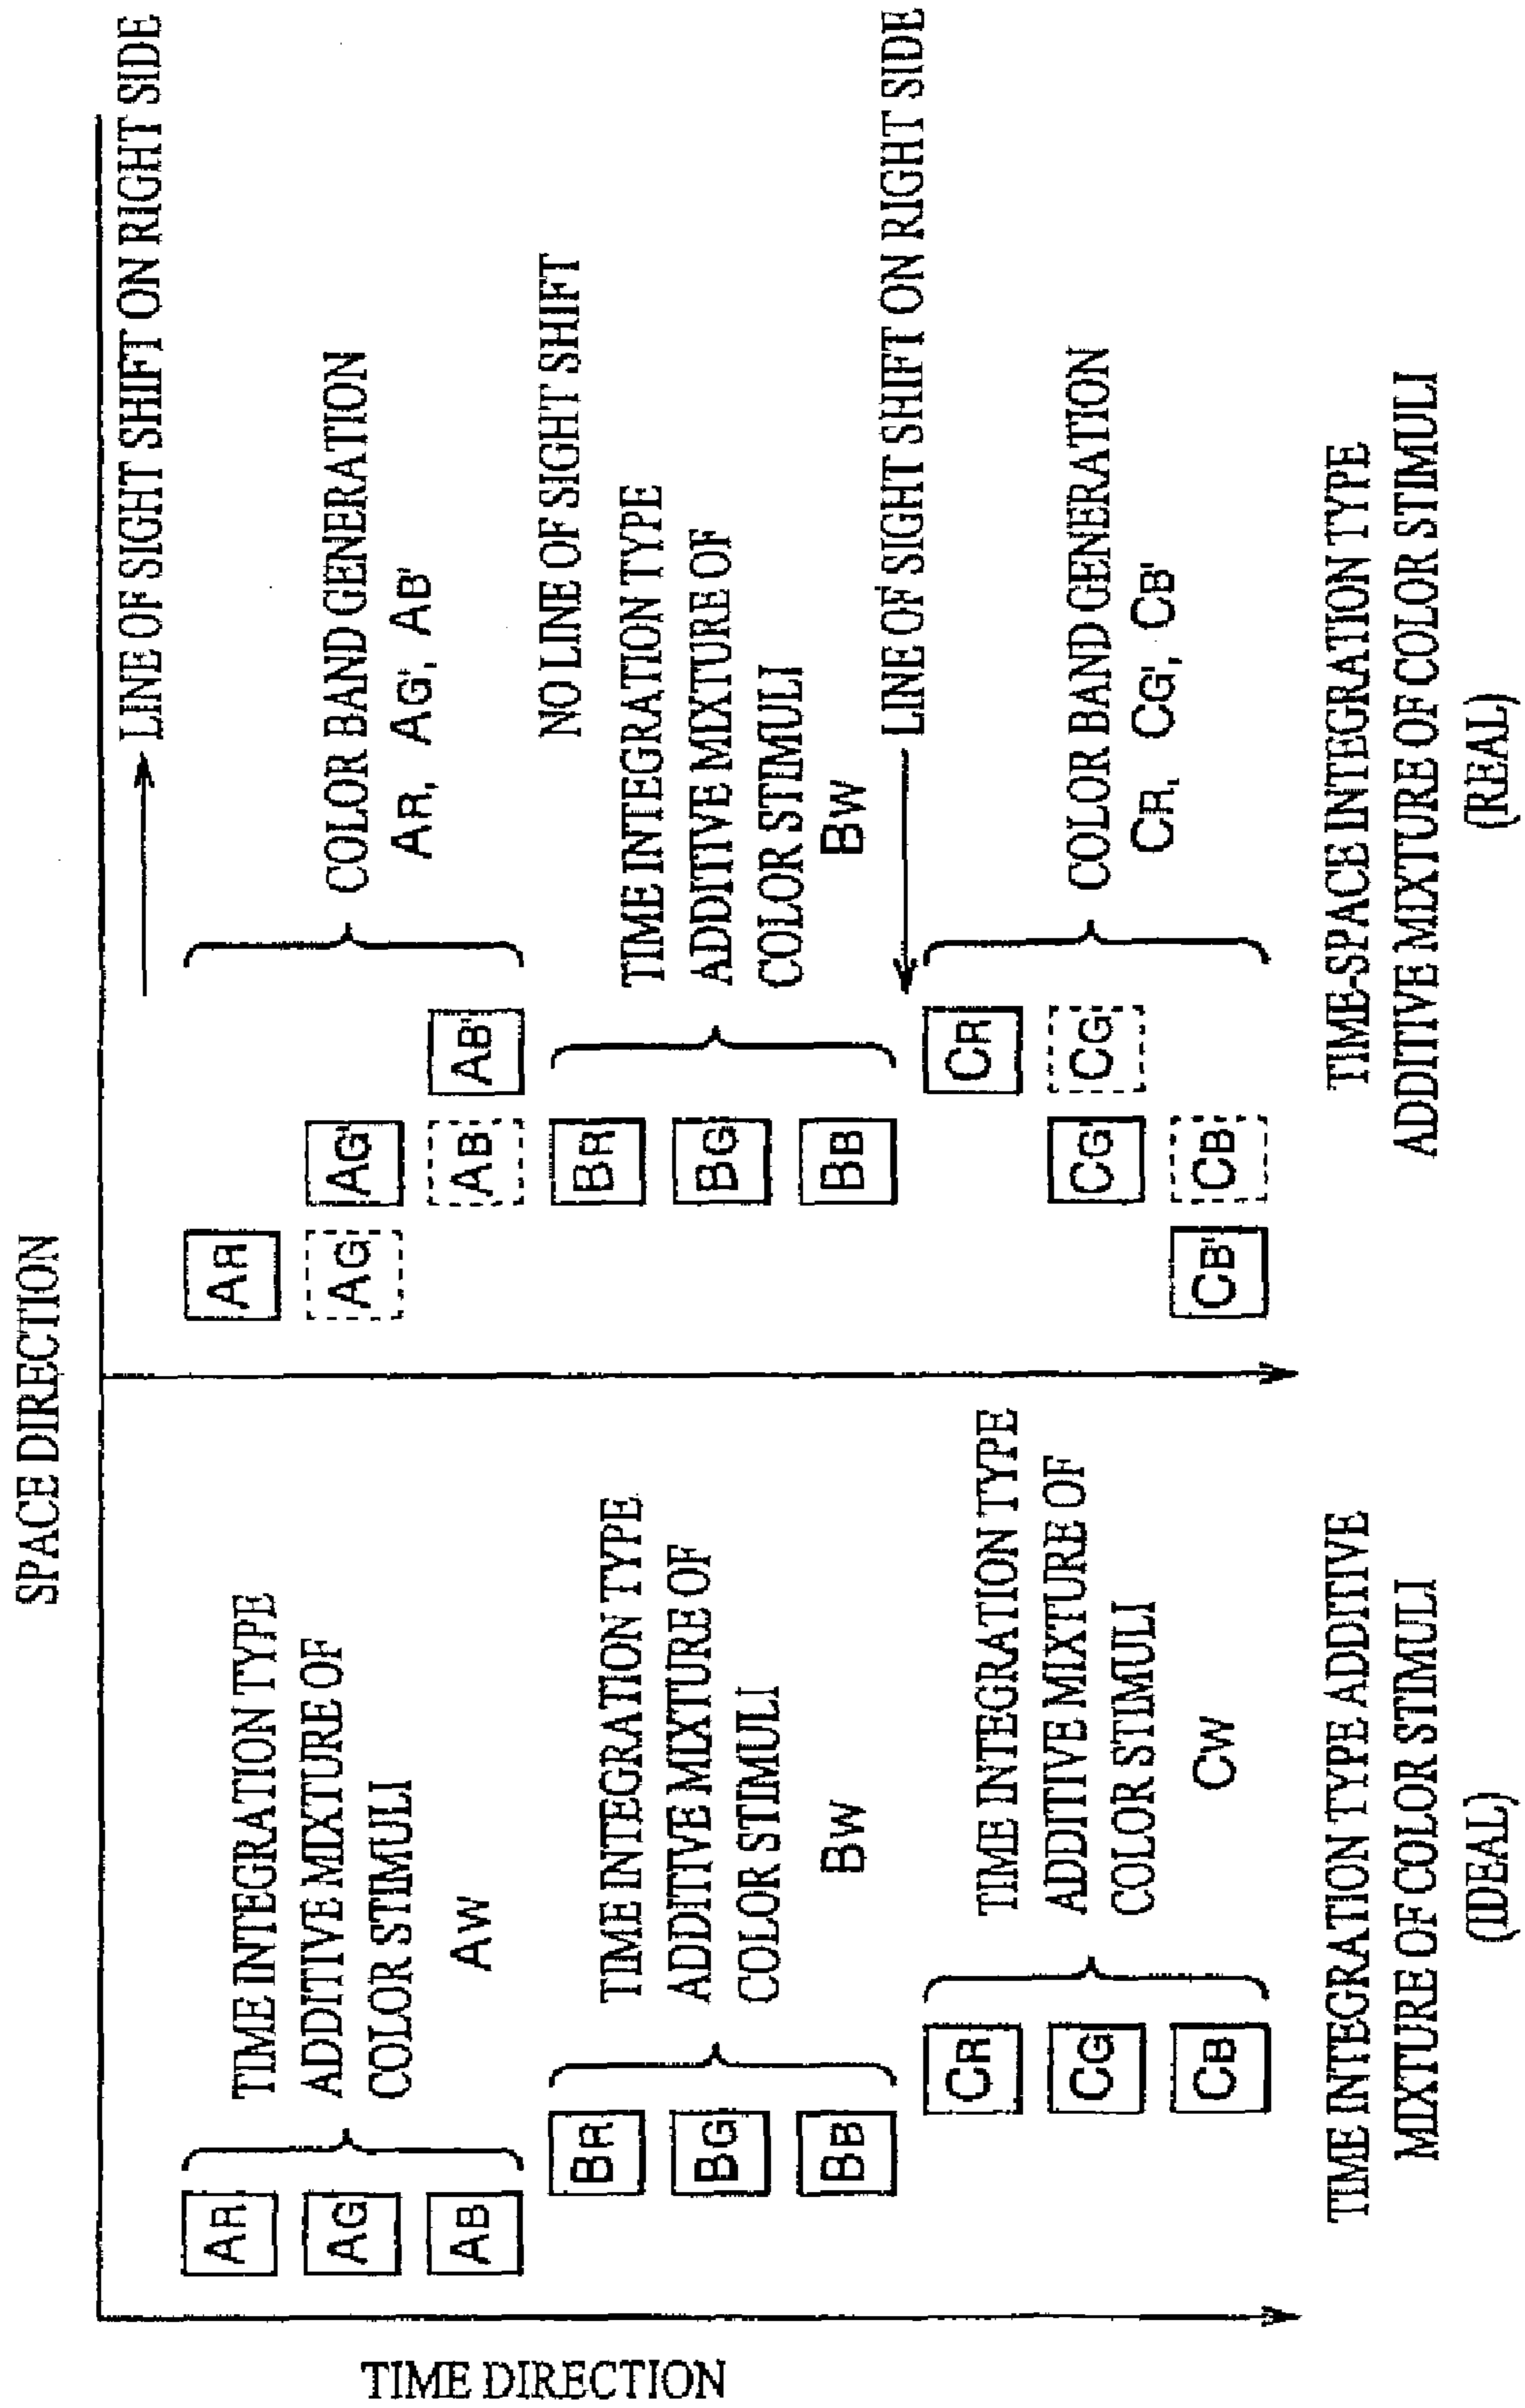 SPACE DIRECTION
TIME DIRECTION
AR
AG
AB
TIME INTEGRATION TYPE
ADDITIVE MIXTURE OF
COLOR STIMULI
AW
BR
BG
BB
TIME INTEGRATION TYPE
ADDITIVE MIXTURE OF
COLOR STIMULI
BW
CR
CG
CB
TIME INTEGRATION TYPE
ADDITIVE MIXTURE OF
COLOR STIMULI
CW
TIME INTEGRATION TYPE ADDITIVE
MIXTURE OF COLOR STIMULI
(IDEAL)
LINE OF SIGHT SHIFT ON RIGHT SIDE
AR
AG AG'
AB AB'
COLOR BAND GENERATION
AR, AG', AB'
NO LINE OF SIGHT SHIFT
BR
BG
BB
TIME INTEGRATION TYPE
ADDITIVE MIXTURE OF
COLOR STIMULI
BW
LINE OF SIGHT SHIFT ON RIGHT SIDE
CR
CG' CG
CB' CB
COLOR BAND GENERATION
CR, CG', CB'
TIME-SPACE INTEGRATION TYPE
ADDITIVE MIXTURE OF COLOR STIMULI
(REAL)